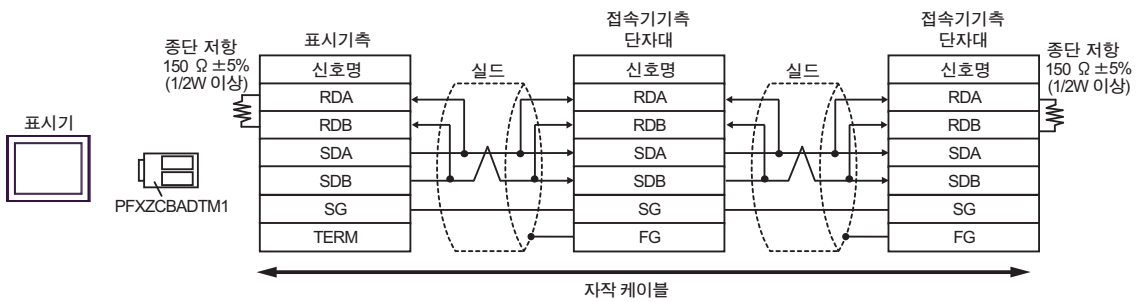 표시기
PFXZCBADTM1
종단 저항
150 Ω ±5%
(1/2W 이상)
표시기측
신호명
RDA
RDB
SDA
SDB
SG
TERM
실드
접속기기측
단자대
신호명
RDA
RDB
SDA
SDB
SG
FG
실드
접속기기측
단자대
신호명
RDA
RDB
SDA
SDB
SG
FG
종단 저항
150 Ω ±5%
(1/2W 이상)
자작 케이블